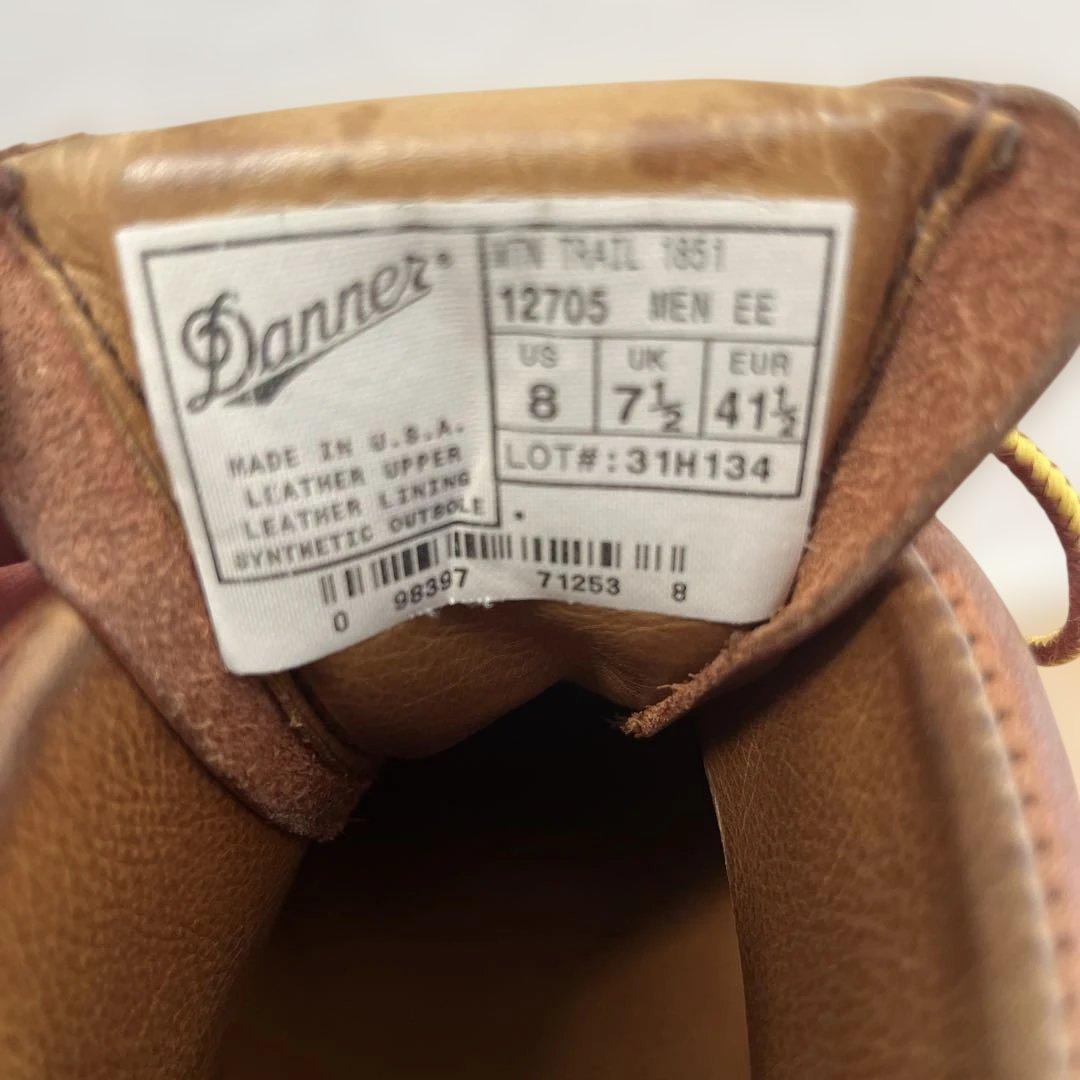 Danner®
MADE IN U.S.A.
LEATHER UPPER
LEATHER LINING
SYNTHETIC OUTSOLE
MTN TRAIL 1851
12705 MEN EE
US UK EUR
8 7½ 41½
LOT#:31H134
0 98397 71253 8